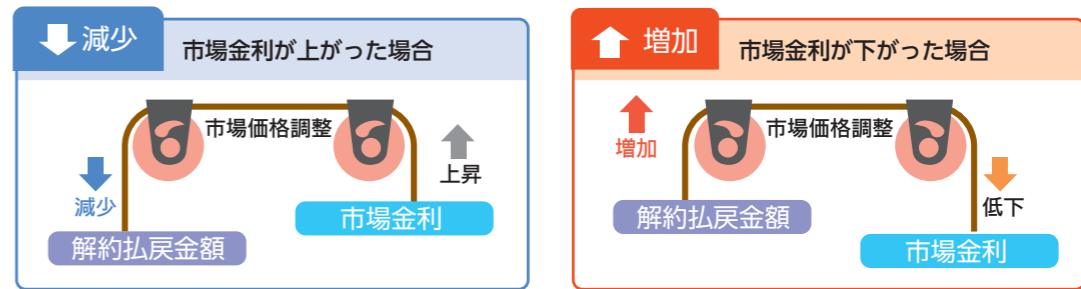 減少
市場金利が上がった場合
市場価格調整
上昇
減少
市場金利
解約払戻金額
増加
市場金利が下がった場合
市場価格調整
増加
低下
解約払戻金額
市場金利